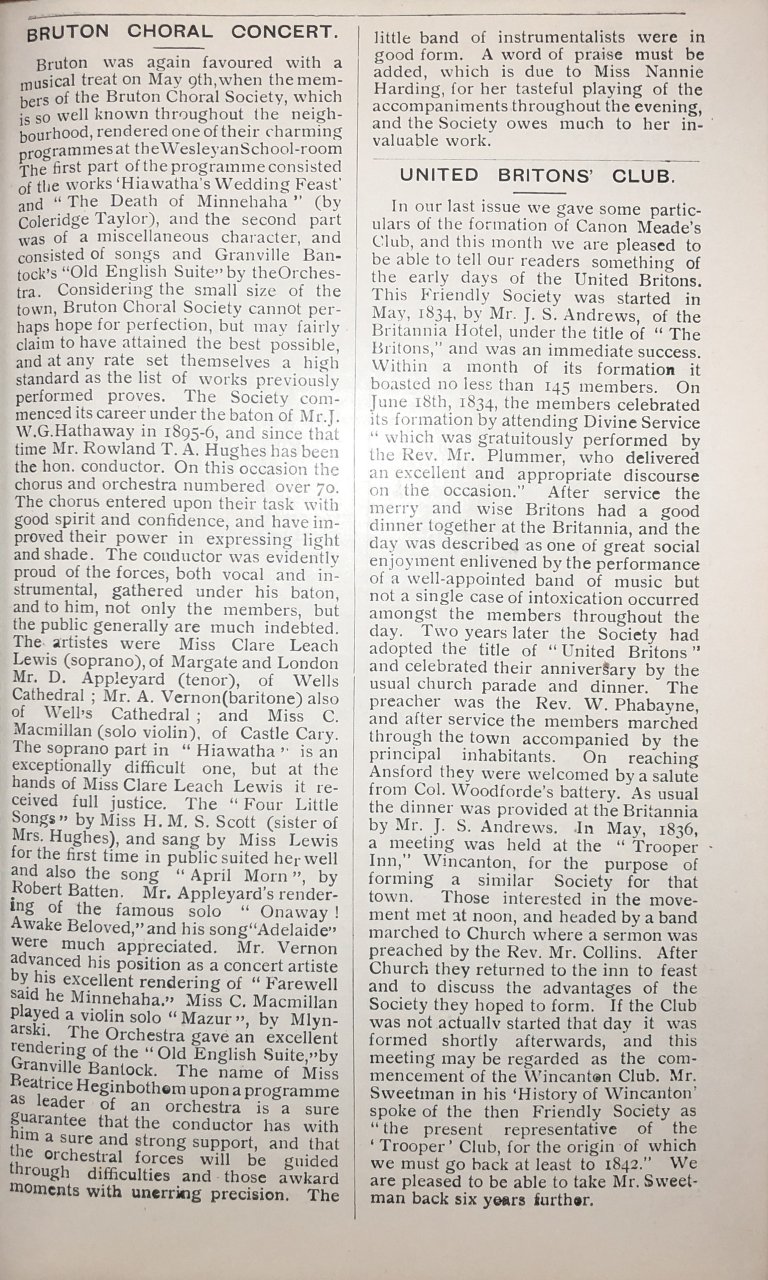 BRUTON CHORAL CONCERT.
Bruton was again favoured with a
musical treat on May 9th,when the mem-
bers of the Bruton Choral Society, which
is so well known throughout the neigh-
bourhood, rendered one of their charming
programmes at theWesleyanSchool-room
The first part of the programme consisted
of the works 'Hiawatha's Wedding Feast'
and " The Death of Minnehaha " (by
Coleridge Taylor), and the second part
was of a miscellaneous character, and
consisted of songs and Granville Ban-
tock's "Old English Suite" by theOrches-
tra. Considering the small size of the
town, Bruton Choral Society cannot per-
haps hope for perfection, but may fairly
claim to have attained the best possible,
and at any rate set themselves a high
standard as the list of works previously
performed proves. The Society com-
menced its career under the baton of Mr.J.
W.G.Hathaway in 1895-6, and since that
time Mr. Rowland T. A. Hughes has been
the hon. conductor. On this occasion the
chorus and orchestra numbered over 70.
The chorus entered upon their task with
good spirit and confidence, and have im-
proved their power in expressing light
and shade. The conductor was evidently
proud of the forces, both vocal and in-
strumental, gathered under his baton,
and to him, not only the members, but
the public generally are much indebted.
The artistes were Miss Clare Leach
Lewis (soprano), of Margate and London
Mr. D. Appleyard (tenor), of Wells
Cathedral ; Mr. A. Vernon(baritone) also
of Well's Cathedral ; and Miss C.
Macmillan (solo violin), of Castle Cary.
The soprano part in " Hiawatha " is an
exceptionally difficult one, but at the
hands of Miss Clare Leach Lewis it re-
ceived full justice. The " Four Little
Songs " by Miss H. M. S. Scott (sister of
Mrs. Hughes), and sang by Miss Lewis
for the first time in public suited her well
and also the song " April Morn ", by
Robert Batten. Mr. Appleyard's render-
ing of the famous solo " Onaway !
Awake Beloved," and his song"Adelaide"
were much appreciated. Mr. Vernon
advanced his position as a concert artiste
by his excellent rendering of " Farewell
said he Minnehaha." Miss C. Macmillan
played a violin solo " Mazur ", by Mlyn-
arski. The Orchestra gave an excellent
rendering of the " Old English Suite,"by
Granville Bantock. The name of Miss
Beatrice Heginbothom upon a programme
as leader of an orchestra is a sure
guarantee that the conductor has with
him a sure and strong support, and that
the orchestral forces will be guided
through difficulties and those awkard
moments with unerring precision. The
little band of instrumentalists were in
good form. A word of praise must be
added, which is due to Miss Nannie
Harding, for her tasteful playing of the
accompaniments throughout the evening,
and the Society owes much to her in-
valuable work.
UNITED BRITONS' CLUB.
In our last issue we gave some partic-
ulars of the formation of Canon Meade's
Club, and this month we are pleased to
be able to tell our readers something of
the early days of the United Britons.
This Friendly Society was started in
May, 1834, by Mr. J. S. Andrews, of the
Britannia Hotel, under the title of " The
Britons," and was an immediate success.
Within a month of its formation it
boasted no less than 145 members. On
June 18th, 1834, the members celebrated
its formation by attending Divine Service
" which was gratuitously performed by
the Rev. Mr. Plummer, who delivered
an excellent and appropriate discourse
on the occasion." After service the
merry and wise Britons had a good
dinner together at the Britannia, and the
day was described as one of great social
enjoyment enlivened by the performance
of a well-appointed band of music but
not a single case of intoxication occurred
amongst the members throughout the
day. Two years later the Society had
adopted the title of " United Britons "
and celebrated their anniversary by the
usual church parade and dinner. The
preacher was the Rev. W. Phabayne,
and after service the members marched
through the town accompanied by the
principal inhabitants. On reaching
Ansford they were welcomed by a salute
from Col. Woodforde's battery. As usual
the dinner was provided at the Britannia
by Mr. J. S. Andrews. In May, 1836,
a meeting was held at the " Trooper
Inn," Wincanton, for the purpose of
forming a similar Society for that
town. Those interested in the move-
ment met at noon, and headed by a band
marched to Church where a sermon was
preached by the Rev. Mr. Collins. After
Church they returned to the inn to feast
and to discuss the advantages of the
Society they hoped to form. If the Club
was not actually started that day it was
formed shortly afterwards, and this
meeting may be regarded as the com-
mencement of the Wincanton Club. Mr.
Sweetman in his 'History of Wincanton'
spoke of the then Friendly Society as
"the present representative of the
' Trooper ' Club, for the origin of which
we must go back at least to 1842." We
are pleased to be able to take Mr. Sweet-
man back six years further.